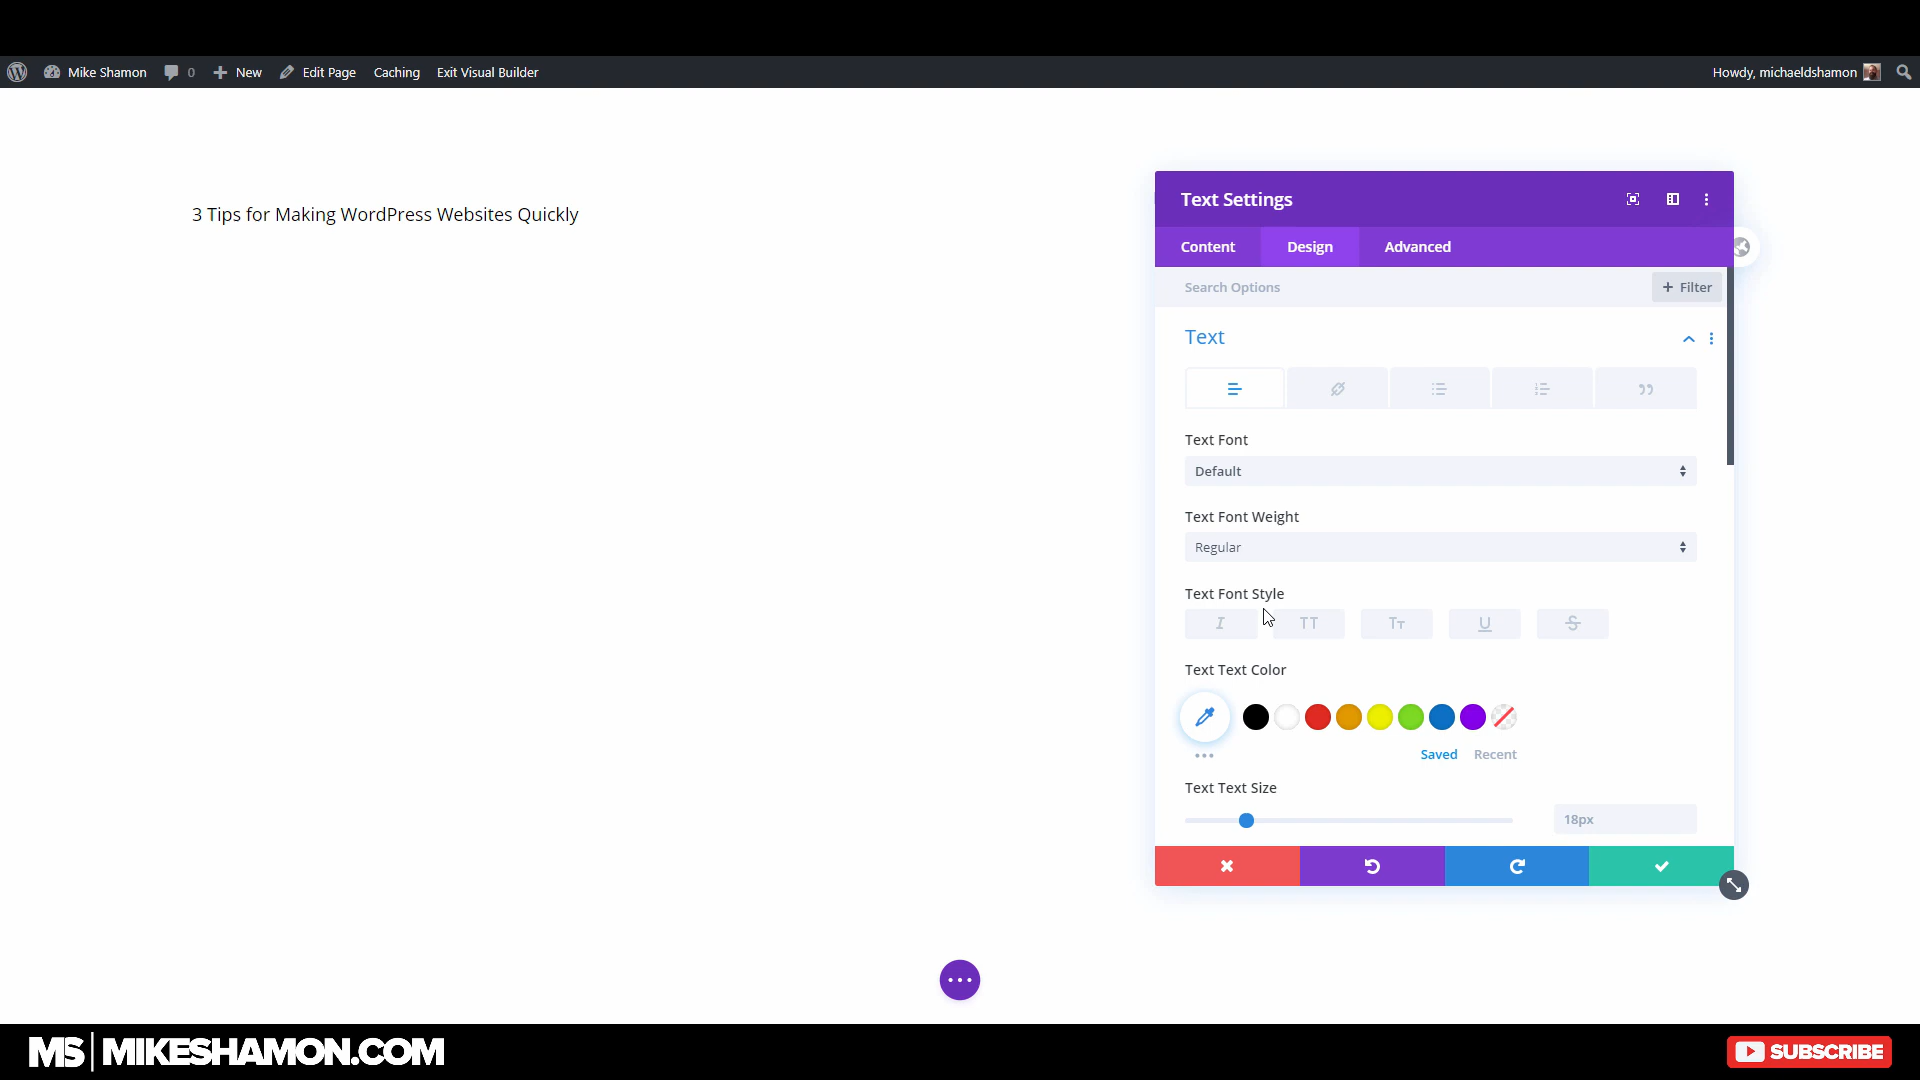 Mike Shamon 0 New Edit Page Caching Exit Visual Builder Howdy, michaeldshamon
3 Tips for Making WordPress Websites Quickly
Text Settings
Content Design Advanced
Search Options + Filter
Text
Text Font
Default
Text Font Weight
Regular
Text Font Style
I TT Tт U S
Text Text Color
Saved Recent
Text Text Size
18px
MS MIKESHAMON.COM SUBSCRIBE